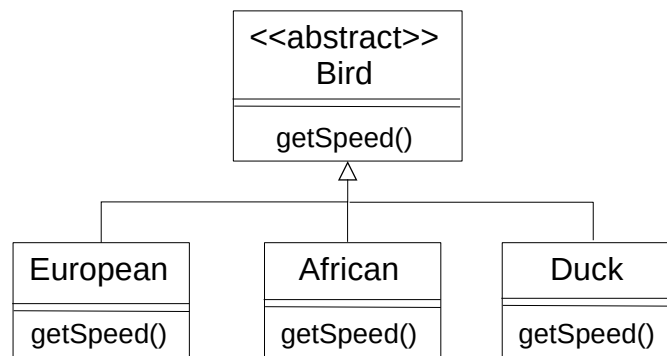 <<abstract>>
Bird
getSpeed()
European
getSpeed()
African
getSpeed()
Duck
getSpeed()